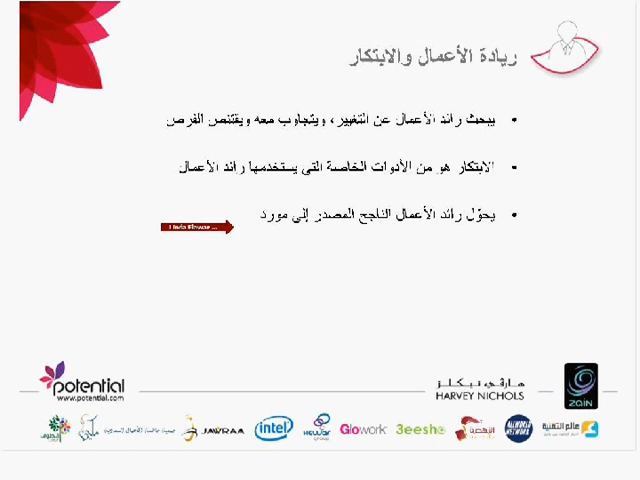 ريادة الأعمال والابتكار
يبحث رائد الأعمال عن التغيير، ويتجاوب معه ويقتنص الفرص
الابتكار هو من الأدوات الخاصة التي يستخدمها رائد الأعمال
يحوّل رائد الأعمال الناجح المصدر إلى مورد
potential
www.potential.com
هارفي نيكلز
HARVEY NICHOLS
zain
JAWRAA
intel
Glowork
3eesho
عالم التقنية